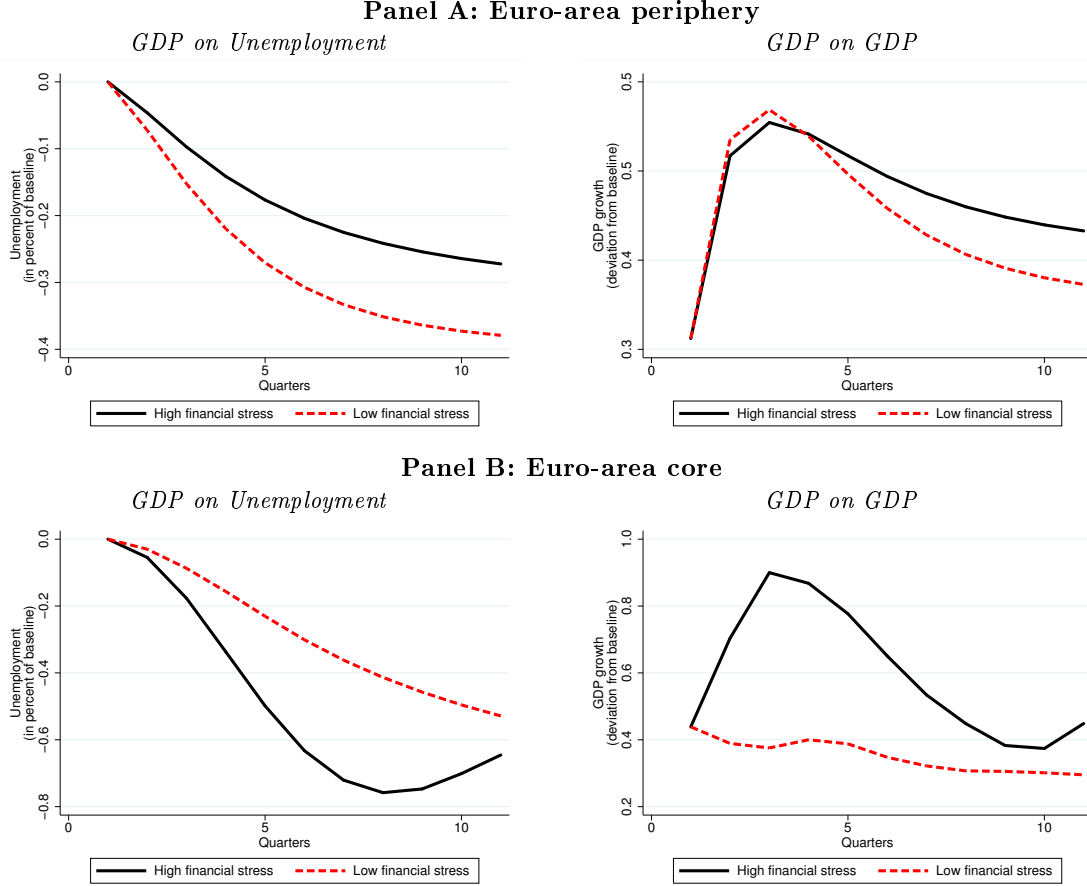 Panel A: Euro-area periphery
GDP on Unemployment
GDP on GDP
Unemployment
(in percent of baseline)
0.0
−0.1
−0.2
−0.3
−0.4
0
5
10
Quarters
High financial stress
Low financial stress
GDP growth
(deviation from baseline)
0.5
0.5
0.4
0.3
0
5
10
Quarters
High financial stress
Low financial stress
Panel B: Euro-area core
GDP on Unemployment
GDP on GDP
Unemployment
(in percent of baseline)
0.0
−0.2
−0.4
−0.6
−0.8
0
5
10
Quarters
High financial stress
Low financial stress
GDP growth
(deviation from baseline)
1.0
0.8
0.6
0.4
0.2
0
5
10
Quarters
High financial stress
Low financial stress